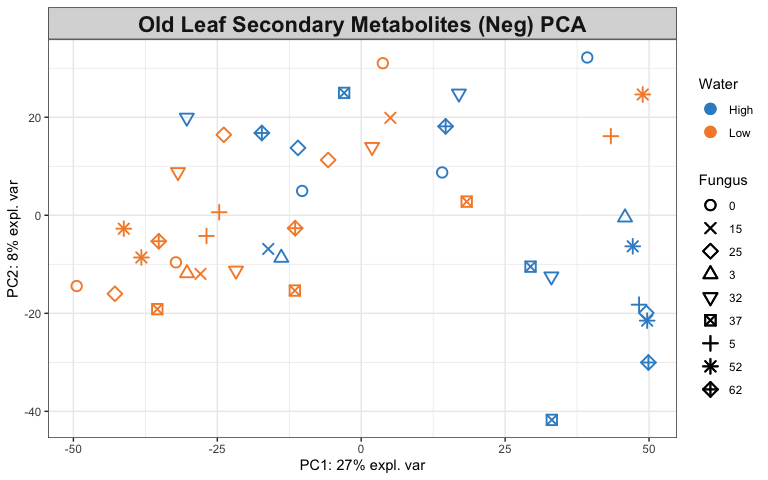 Old Leaf Secondary Metabolites (Neg) PCA
PC2: 8% expl. var
20
0
-20
-40
-50
-25
0
25
50
PC1: 27% expl. var
Water
High
Low
Fungus
0
15
25
3
32
37
5
52
62